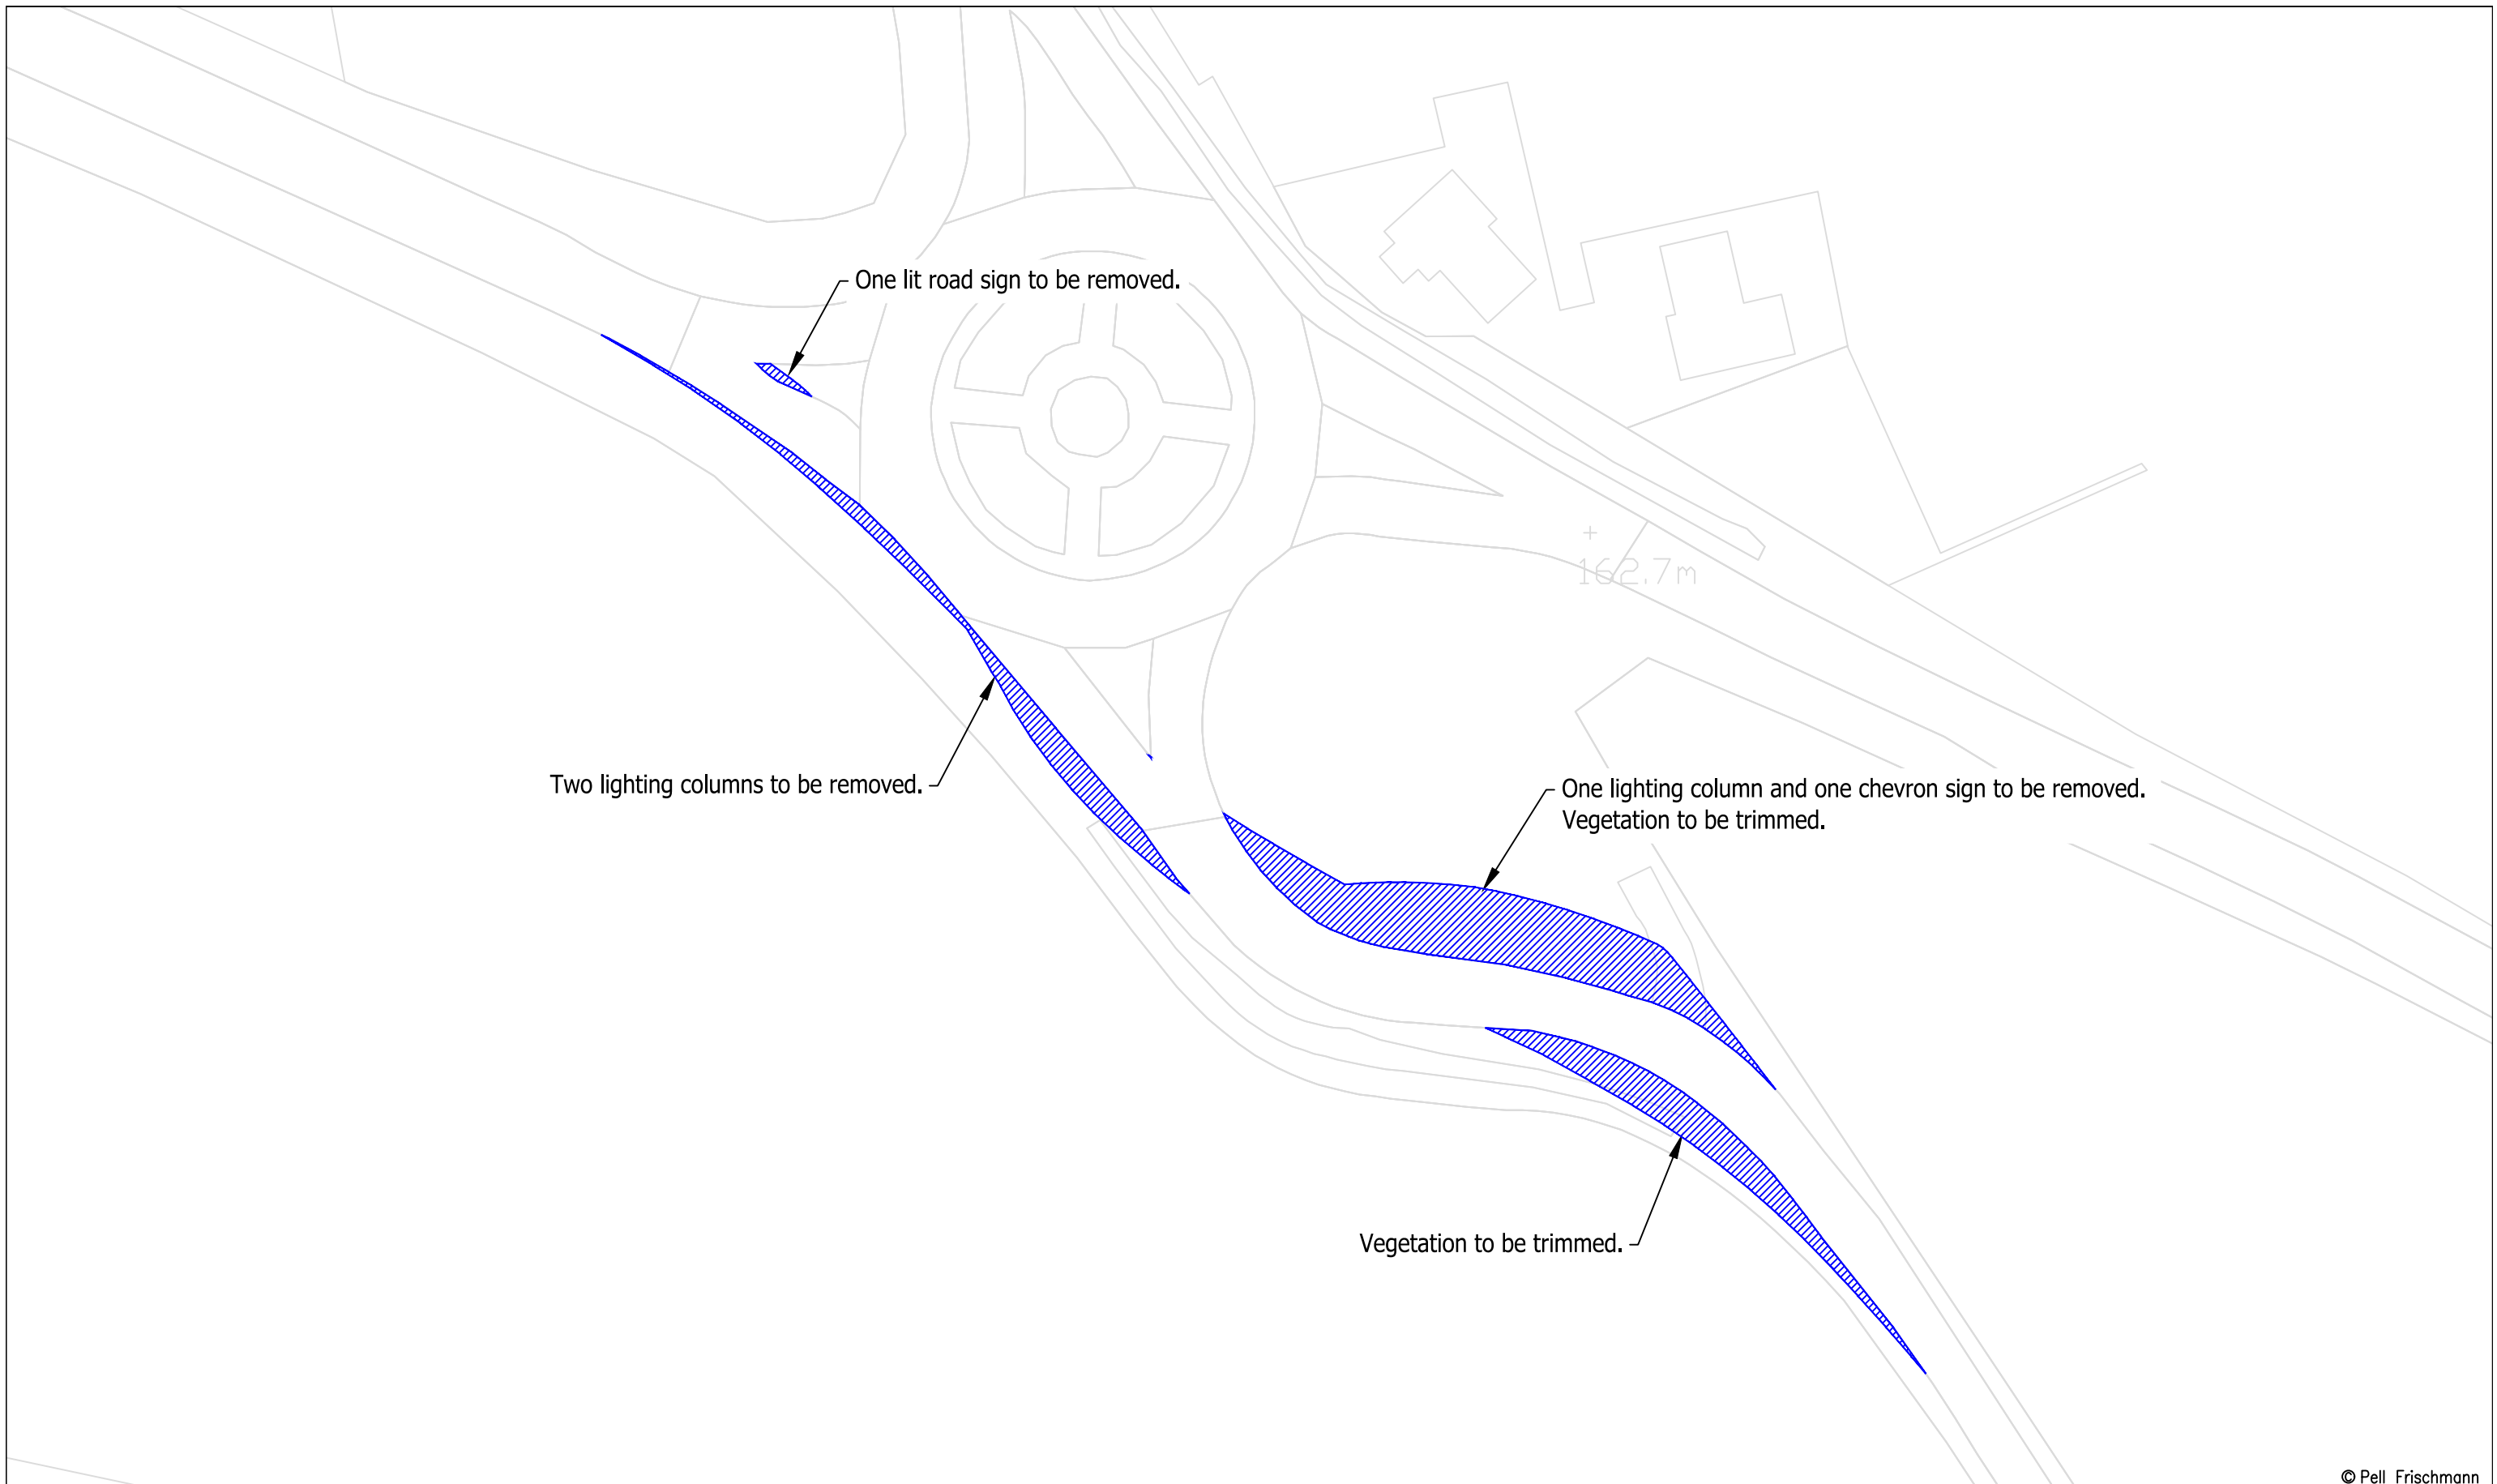 One lit road sign to be removed.
162.7m
Two lighting columns to be removed.
One lighting column and one chevron sign to be removed.
Vegetation to be trimmed.
Vegetation to be trimmed.
© Pell Frischmann